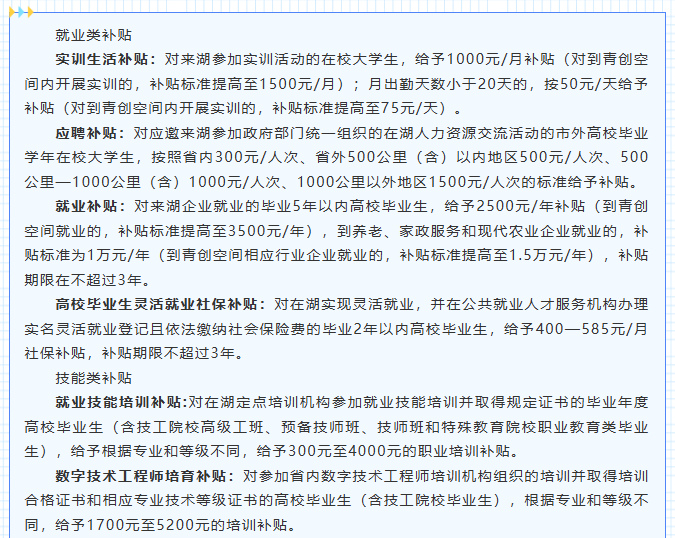 就业类补贴
实训生活补贴：对来湖参加实训活动的在校大学生，给予1000元/月补贴（对到青创空
间内开展实训的，补贴标准提高至1500元/月）；月出勤天数小于20天的，按50元/天给予
补贴（对到青创空间内开展实训的，补贴标准提高至75元/天）。
应聘补贴：对应邀来湖参加政府部门统一组织的在湖人力资源交流活动的市外高校毕业
学年在校大学生，按照省内300元/人次、省外500公里（含）以内地区500元/人次、500
公里—1000公里（含）1000元/人次、1000公里以外地区1500元/人次的标准给予补贴。
就业补贴：对来湖企业就业的毕业5年以内高校毕业生，给予2500元/年补贴（到青创
空间就业的，补贴标准提高至3500元/年），到养老、家政服务和现代农业企业就业的，补
贴标准为1万元/年（到青创空间相应行业企业就业的，补贴标准提高至1.5万元/年），补贴
期限在不超过3年。
高校毕业生灵活就业社保补贴：对在湖实现灵活就业，并在公共就业人才服务机构办理
实名灵活就业登记且依法缴纳社会保险费的毕业2年以内高校毕业生，给予400—585元/月
社保补贴，补贴期限不超过3年。
技能类补贴
就业技能培训补贴:对在湖定点培训机构参加就业技能培训并取得规定证书的毕业年度
高校毕业生（含技工院校高级工班、预备技师班、技师班和特殊教育院校职业教育类毕业
生），给予根据专业和等级不同，给予300元至4000元的职业培训补贴。
数字技术工程师培育补贴：对参加省内数字技术工程师培训机构组织的培训并取得培训
合格证书和相应专业技术等级证书的高校毕业生（含技工院校毕业生），根据专业和等级不
同，给予1700元至5200元的培训补贴。